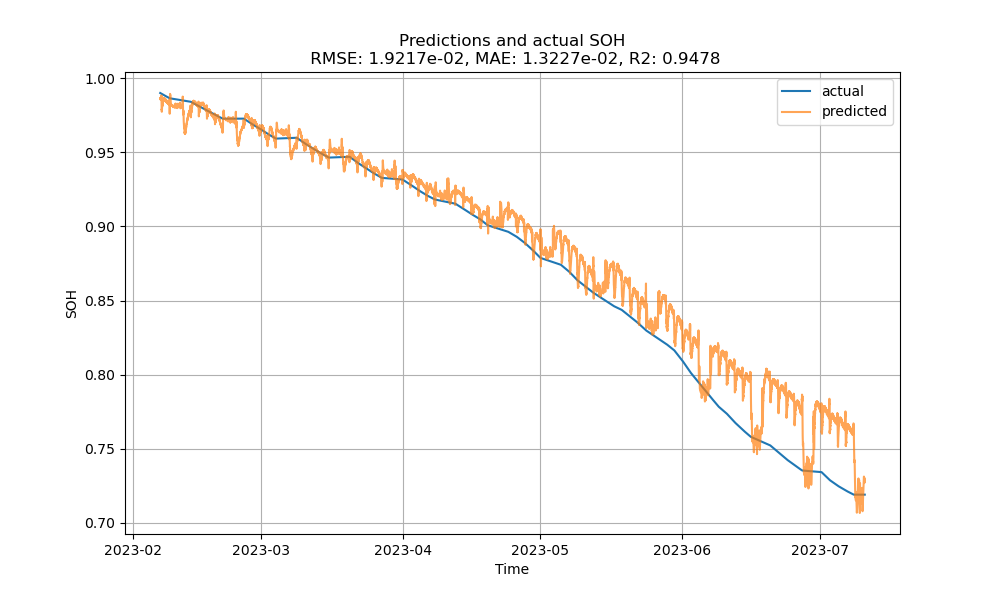 Predictions and actual SOH
RMSE: 1.9217e-02, MAE: 1.3227e-02, R2: 0.9478
actual
predicted
SOH
1.00
0.95
0.90
0.85
0.80
0.75
0.70
2023-02 2023-03 2023-04 2023-05 2023-06 2023-07
Time